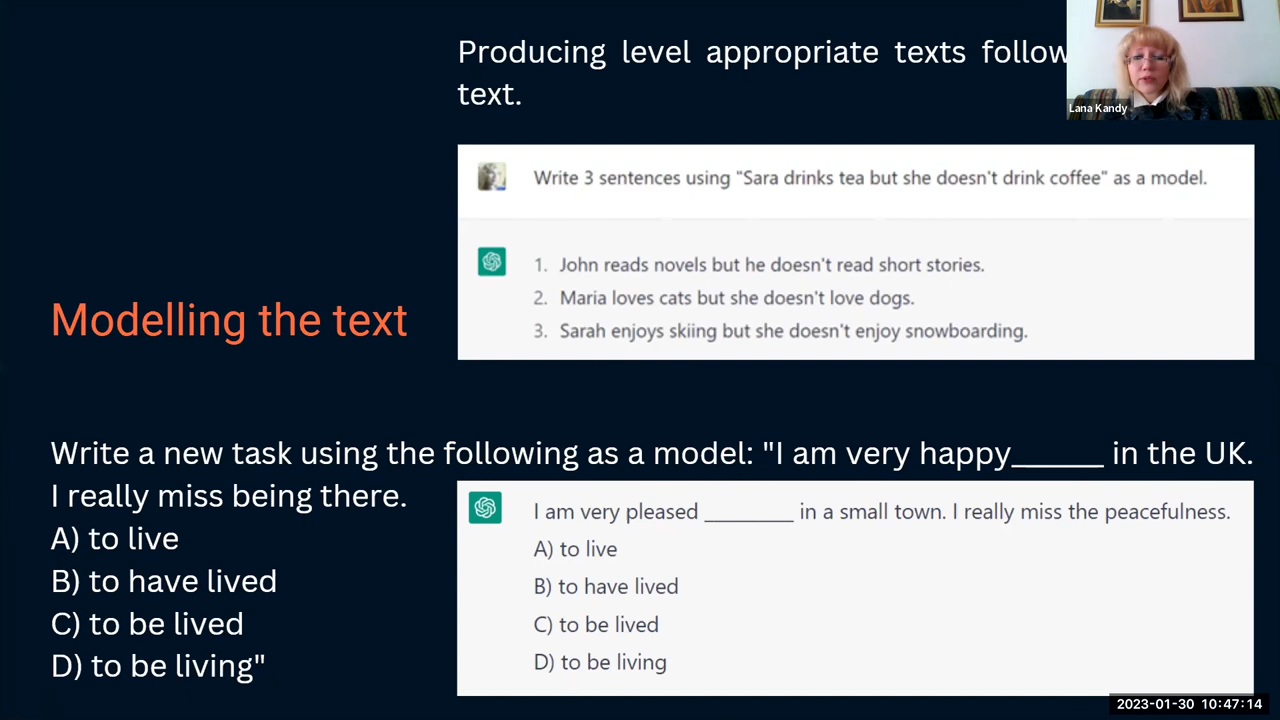 Producing level appropriate texts follow
text.
Lana Kandy
Write 3 sentences using "Sara drinks tea but she doesn't drink coffee" as a model.
1. John reads novels but he doesn't read short stories.
2. Maria loves cats but she doesn't love dogs.
3. Sarah enjoys skiing but she doesn't enjoy snowboarding.
Modelling the text
Write a new task using the following as a model: "I am very happy______ in the UK.
I really miss being there.
A) to live
B) to have lived
C) to be lived
D) to be living"
I am very pleased ________ in a small town. I really miss the peacefulness.
A) to live
B) to have lived
C) to be lived
D) to be living
2023-01-30 10:47:14